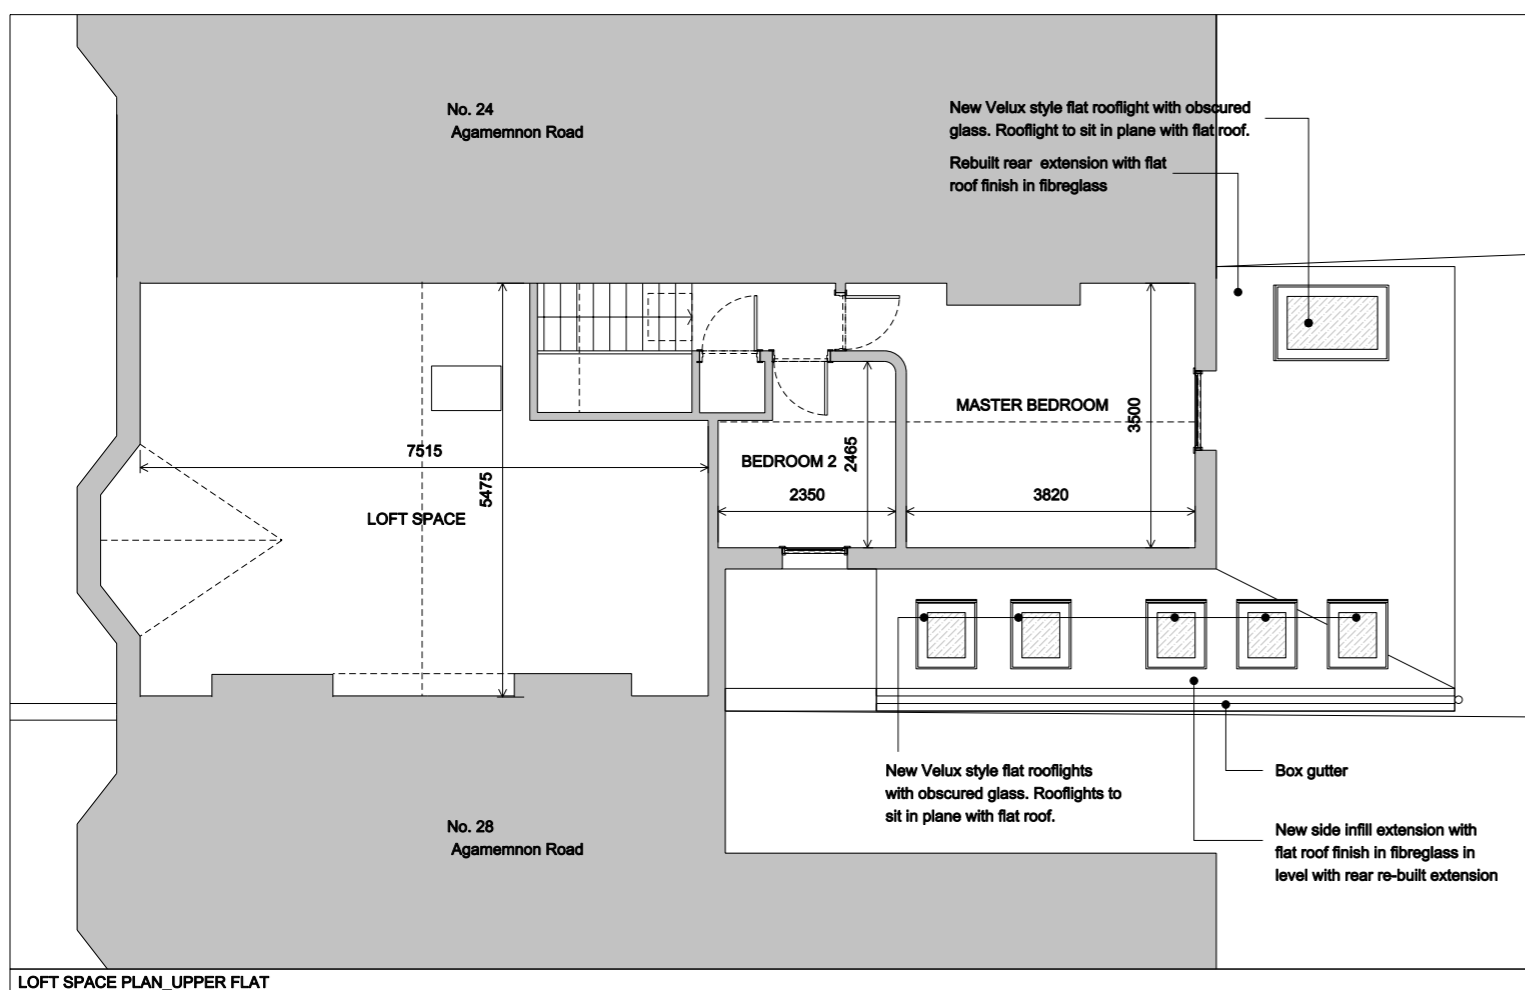 No. 24
Agamemnon Road
New Velux style flat rooflight with obscured
glass. Rooflight to sit in plane with flat roof.
Rebuilt rear extension with flat
roof finish in fibreglass
MASTER BEDROOM
3500
7515
5475
BEDROOM 2
2465
2350
3820
LOFT SPACE
New Velux style flat rooflights
with obscured glass. Rooflights to
sit in plane with flat roof.
Box gutter
No. 28
Agamemnon Road
New side infill extension with
flat roof finish in fibreglass in
level with rear re-built extension
LOFT SPACE PLAN_UPPER FLAT